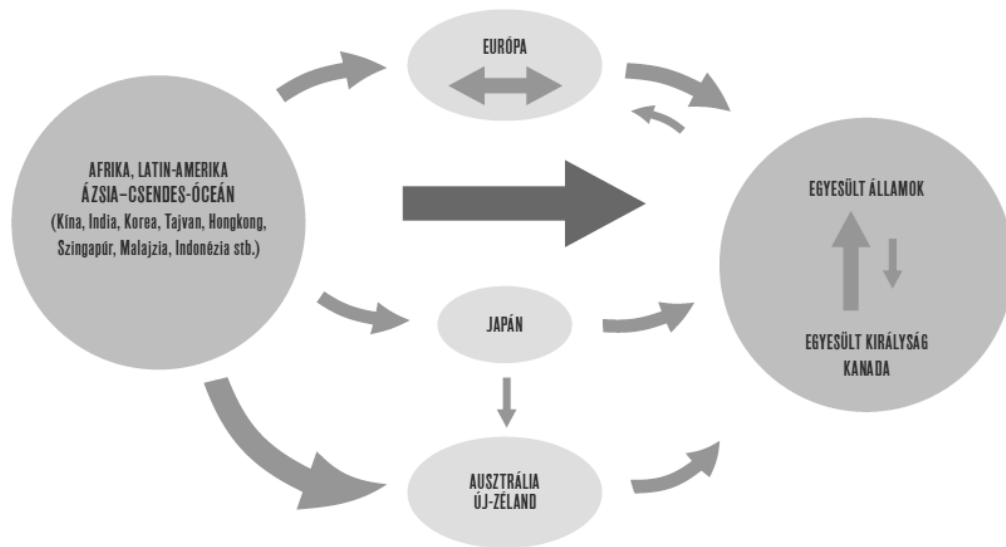 EURÓPA
AFRIKA, LATIN-AMERIKA
ÁZSIA–CSENDES-ÓCEÁN
(Kína, India, Korea, Tajvan, Hongkong,
Szingapúr, Malajzia, Indonézia stb.)
EGYESÜLT ÁLLAMOK
JAPÁN
EGYESÜLT KIRÁLYSÁG
KANADA
AUSZTRÁLIA
ÚJ-ZÉLAND